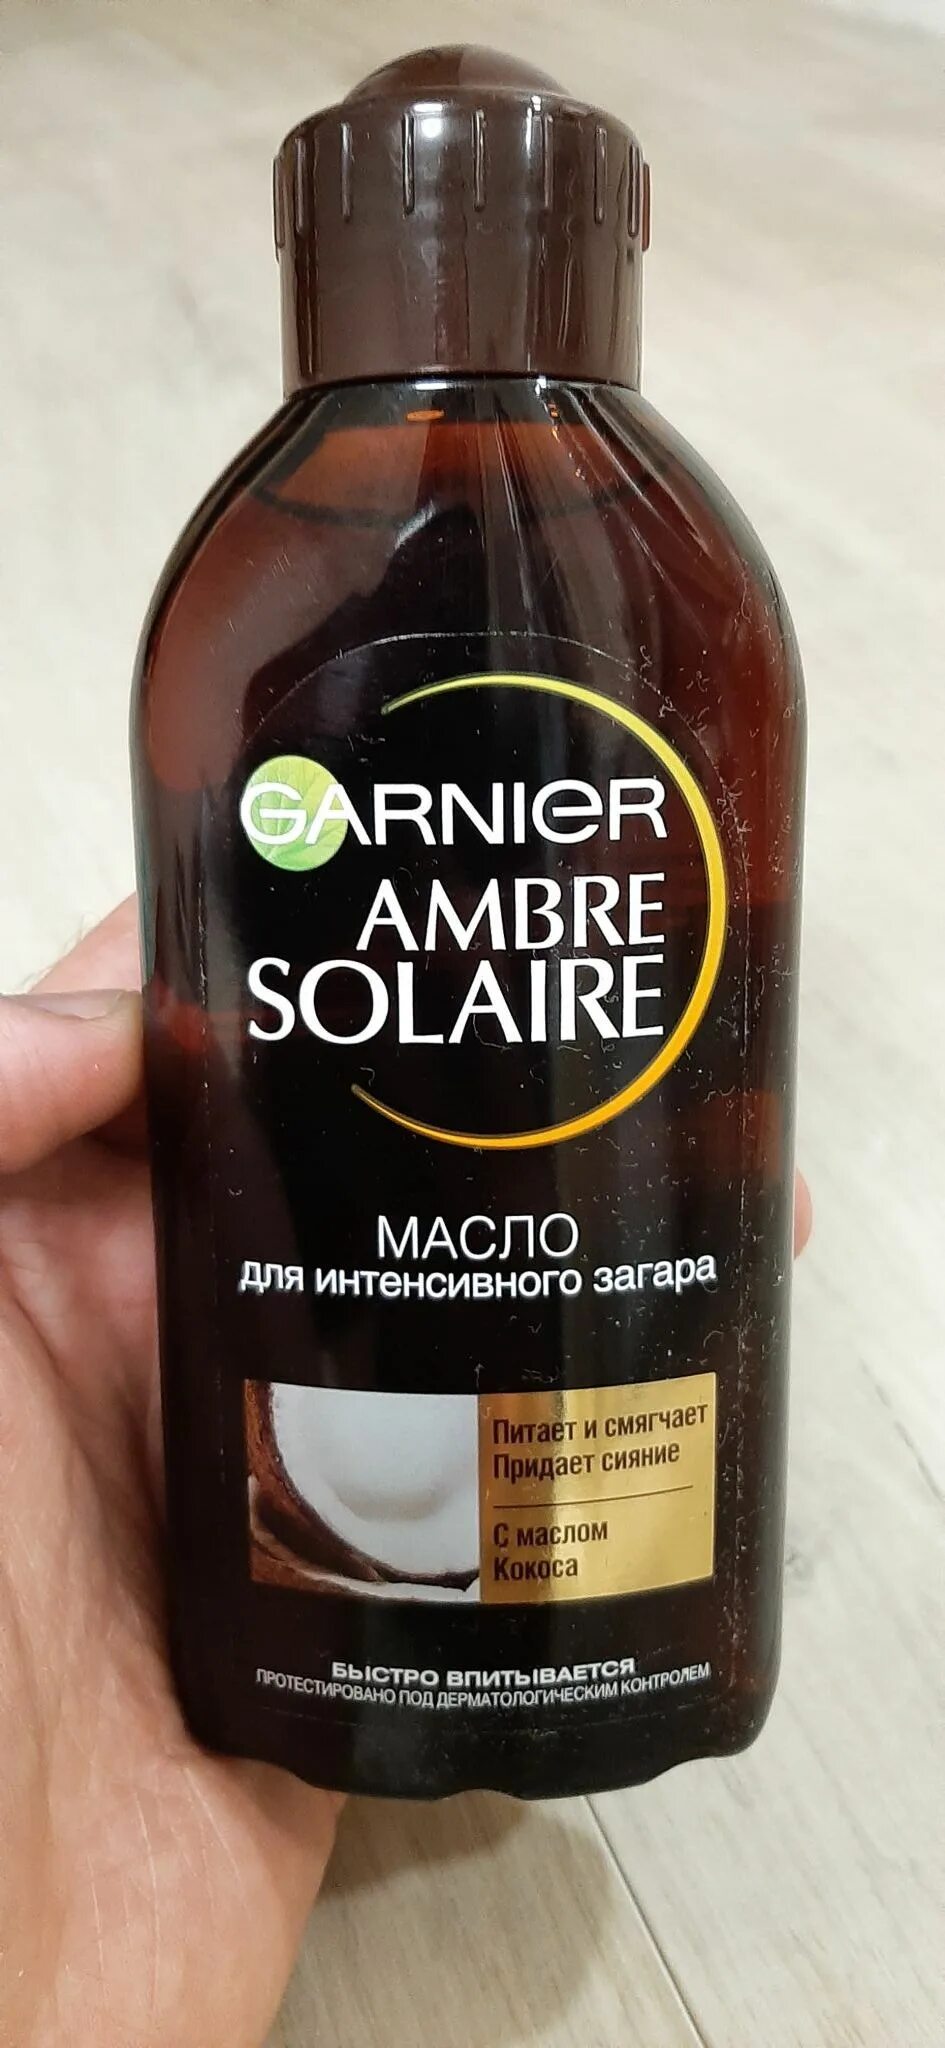 GARNIER
AMBRE
SOLAIRE
МАСЛО
ДЛЯ ИНТЕНСИВНОГО ЗАГАРА
Питает и смягчает
Придает сияние
С маслом
Кокоса
БЫСТРО ВПИТЫВАЕТСЯ
ПРОТЕСТИРОВАНО ПОД ДЕРМАТОЛОГИЧЕСКИМ КОНТРОЛЕМ